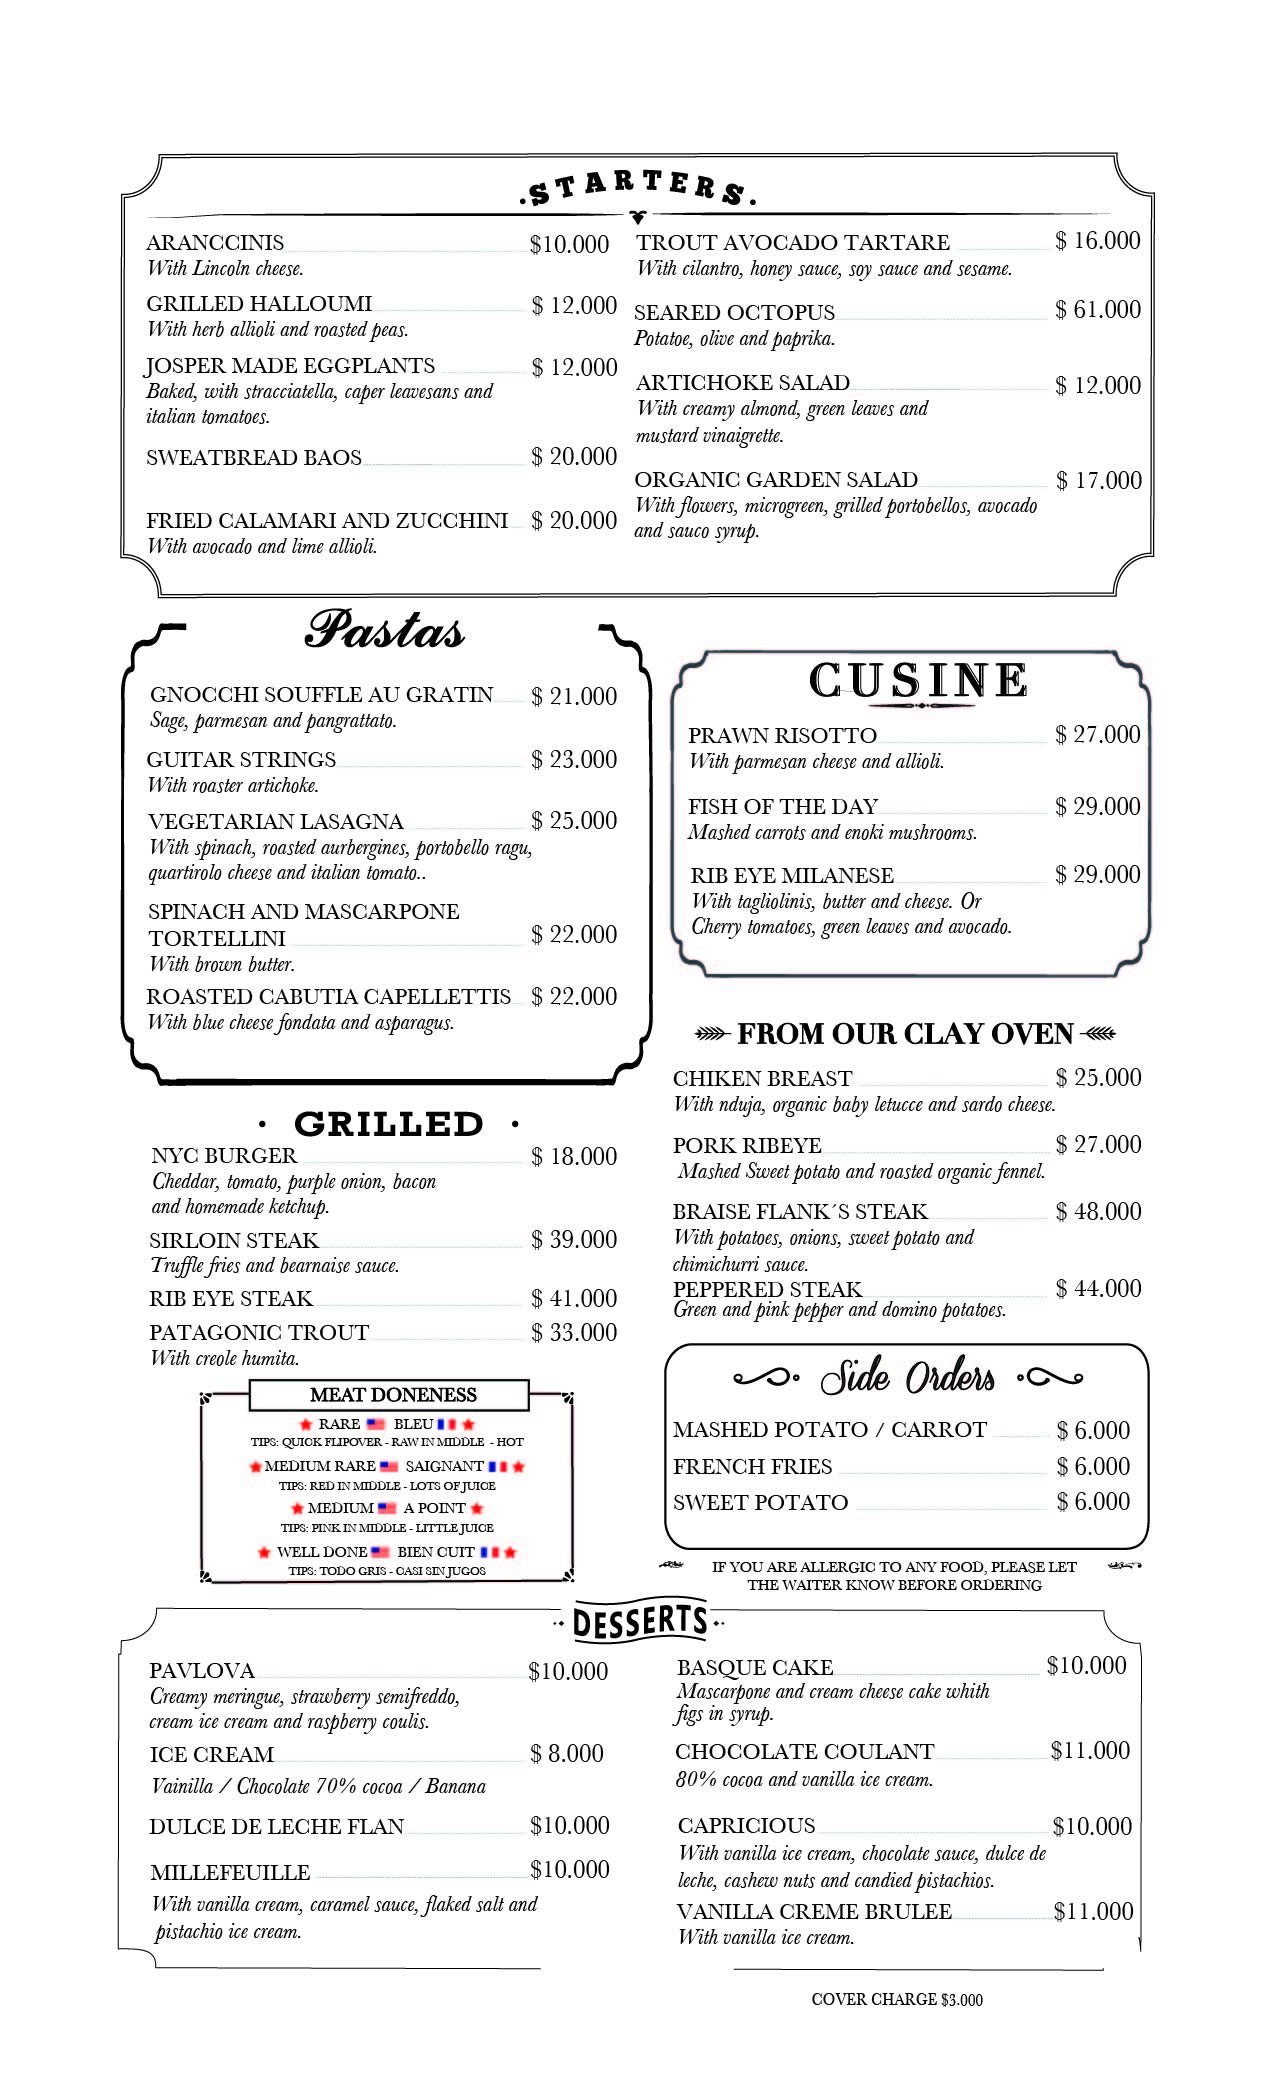 ·STARTERS·
ARANCCINIS $10.000
With Lincoln cheese.
GRILLED HALLOUMI $ 12.000
With herb allioli and roasted peas.
JOSPER MADE EGGPLANTS $ 12.000
Baked, with stracciatella, caper leavesans and
italian tomatoes.
SWEATBREAD BAOS $ 20.000
FRIED CALAMARI AND ZUCCHINI $ 20.000
With avocado and lime allioli.
TROUT AVOCADO TARTARE $ 16.000
With cilantro, honey sauce, soy sauce and sesame.
SEARED OCTOPUS $ 61.000
Potatoe, olive and paprika.
ARTICHOKE SALAD $ 12.000
With creamy almond, green leaves and
mustard vinaigrette.
ORGANIC GARDEN SALAD $ 17.000
With flowers, microgreen, grilled portobellos, avocado
and sauco syrup.
Pastas
GNOCCHI SOUFFLE AU GRATIN $ 21.000
Sage, parmesan and pangrattato.
GUITAR STRINGS $ 23.000
With roaster artichoke.
VEGETARIAN LASAGNA $ 25.000
With spinach, roasted aurbergines, portobello ragu,
quartirolo cheese and italian tomato..
SPINACH AND MASCARPONE
TORTELLINI $ 22.000
With brown butter.
ROASTED CABUTIA CAPELLETTIS $ 22.000
With blue cheese fondata and asparagus.
CUSINE
PRAWN RISOTTO $ 27.000
With parmesan cheese and allioli.
FISH OF THE DAY $ 29.000
Mashed carrots and enoki mushrooms.
RIB EYE MILANESE $ 29.000
With tagliolinis, butter and cheese. Or
Cherry tomatoes, green leaves and avocado.
FROM OUR CLAY OVEN
CHIKEN BREAST $ 25.000
With nduja, organic baby letucce and sardo cheese.
PORK RIBEYE $ 27.000
Mashed Sweet potato and roasted organic fennel.
BRAISE FLANK´S STEAK $ 48.000
With potatoes, onions, sweet potato and
chimichurri sauce.
PEPPERED STEAK $ 44.000
Green and pink pepper and domino potatoes.
· GRILLED ·
NYC BURGER $ 18.000
Cheddar, tomato, purple onion, bacon
and homemade ketchup.
SIRLOIN STEAK $ 39.000
Truffle fries and bearnaise sauce.
RIB EYE STEAK $ 41.000
PATAGONIC TROUT $ 33.000
With creole humita.
MEAT DONENESS
RARE BLEU
TIPS: QUICK FLIPOVER - RAW IN MIDDLE - HOT
MEDIUM RARE SAIGNANT
TIPS: RED IN MIDDLE - LOTS OF JUICE
MEDIUM A POINT
TIPS: PINK IN MIDDLE - LITTLE JUICE
WELL DONE BIEN CUIT
TIPS: TODO GRIS - CASI SIN JUGOS
Side Orders
MASHED POTATO / CARROT $ 6.000
FRENCH FRIES $ 6.000
SWEET POTATO $ 6.000
IF YOU ARE ALLERGIC TO ANY FOOD, PLEASE LET
THE WAITER KNOW BEFORE ORDERING
DESSERTS
PAVLOVA $10.000
Creamy meringue, strawberry semifreddo,
cream ice cream and raspberry coulis.
ICE CREAM $ 8.000
Vainilla / Chocolate 70% cocoa / Banana
DULCE DE LECHE FLAN $10.000
MILLEFEUILLE $10.000
With vanilla cream, caramel sauce, flaked salt and
pistachio ice cream.
BASQUE CAKE $10.000
Mascarpone and cream cheese cake whith
figs in syrup.
CHOCOLATE COULANT $11.000
80% cocoa and vanilla ice cream.
CAPRICIOUS $10.000
With vanilla ice cream, chocolate sauce, dulce de
leche, cashew nuts and candied pistachios.
VANILLA CREME BRULEE $11.000
With vanilla ice cream.
COVER CHARGE $3.000